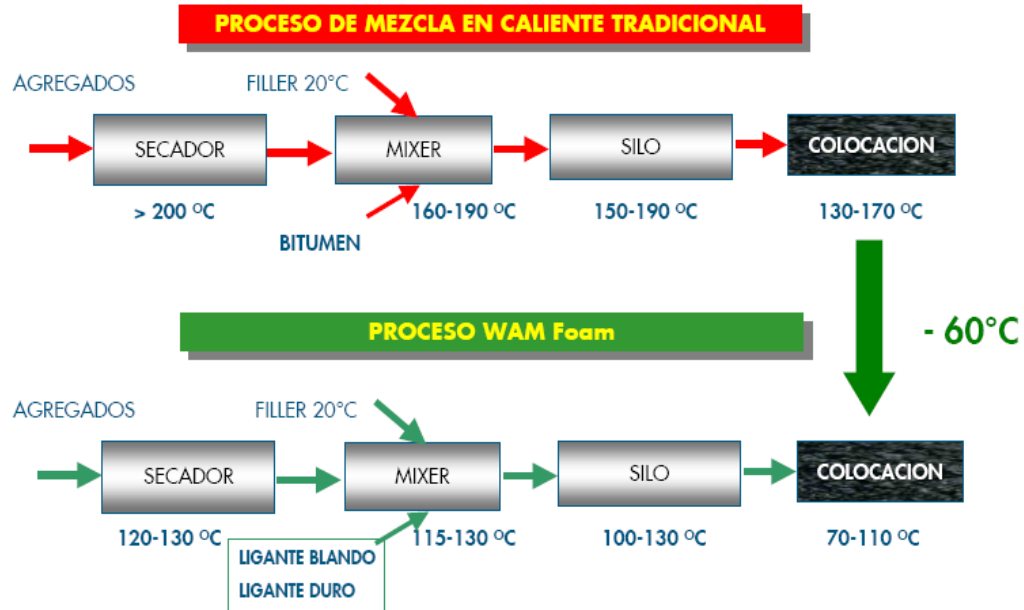 PROCESO DE MEZCLA EN CALIENTE TRADICIONAL
AGREGADOS
FILLER 20°C
SECADOR
MIXER
SILO
COLOCACION
> 200 ºC
160-190 ºC
150-190 ºC
130-170 ºC
BITUMEN
- 60°C
PROCESO WAM Foam
AGREGADOS
FILLER 20°C
SECADOR
MIXER
SILO
COLOCACION
120-130 ºC
115-130 ºC
100-130 ºC
70-110 ºC
LIGANTE BLANDO
LIGANTE DURO